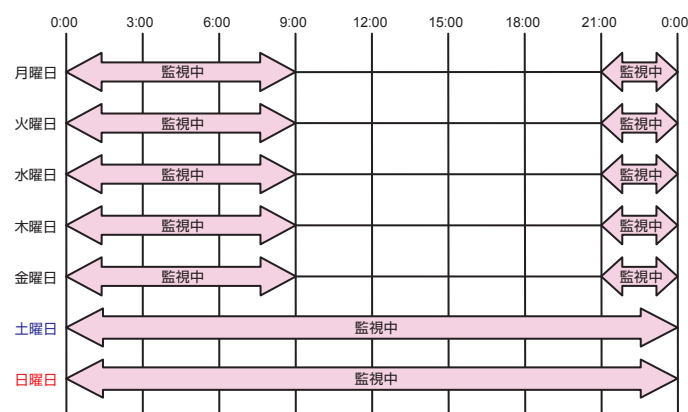 0:00 3:00 6:00 9:00 12:00 15:00 18:00 21:00 0:00
月曜日 監視中 監視中
火曜日 監視中 監視中
水曜日 監視中 監視中
木曜日 監視中 監視中
金曜日 監視中 監視中
土曜日 監視中
日曜日 監視中